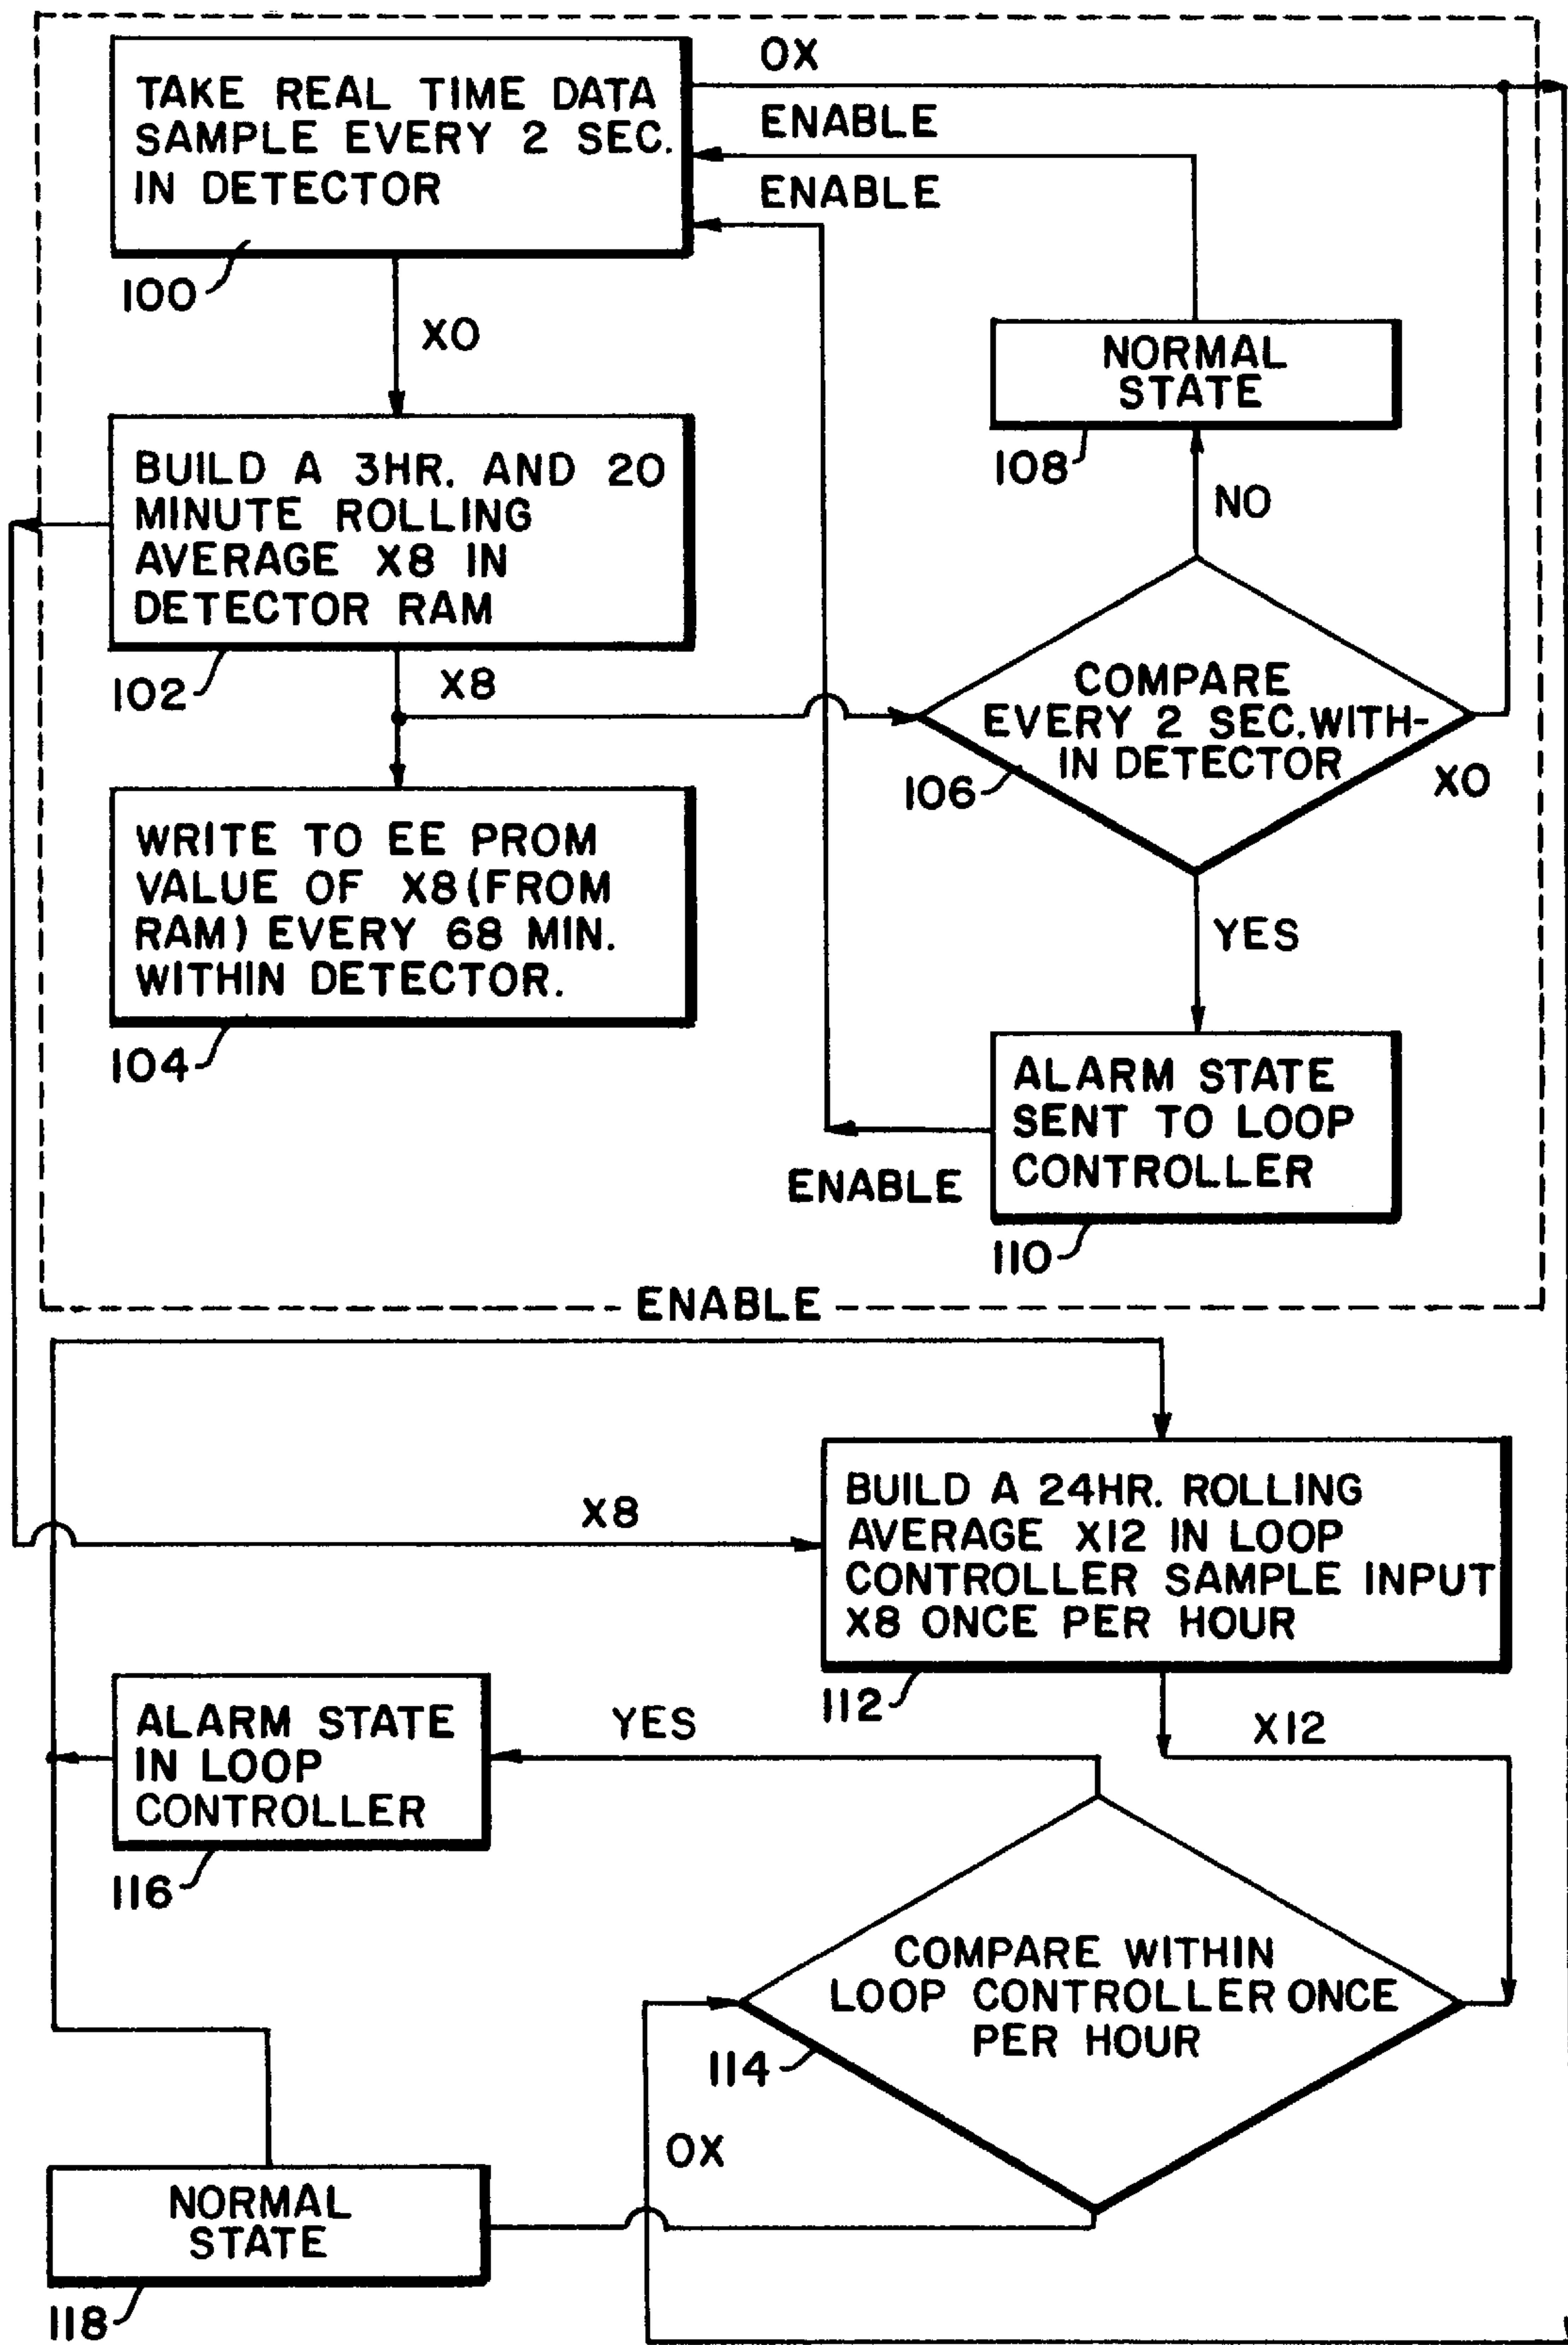 TAKE REAL TIME DATA
SAMPLE EVERY 2 SEC.
IN DETECTOR
100
OX
ENABLE
ENABLE
XO
NORMAL
STATE
108
NO
BUILD A 3HR. AND 20
MINUTE ROLLING
AVERAGE X8 IN
DETECTOR RAM
102
X8
COMPARE
EVERY 2 SEC. WITH-
IN DETECTOR
106
XO
WRITE TO EE PROM
VALUE OF X8 (FROM
RAM) EVERY 68 MIN.
WITHIN DETECTOR.
104
YES
ALARM STATE
SENT TO LOOP
CONTROLLER
ENABLE
110
ENABLE
X8
BUILD A 24HR. ROLLING
AVERAGE X12 IN LOOP
CONTROLLER SAMPLE INPUT
X8 ONCE PER HOUR
112
X12
YES
ALARM STATE
IN LOOP
CONTROLLER
116
COMPARE WITHIN
LOOP CONTROLLER ONCE
PER HOUR
114
OX
NORMAL
STATE
118